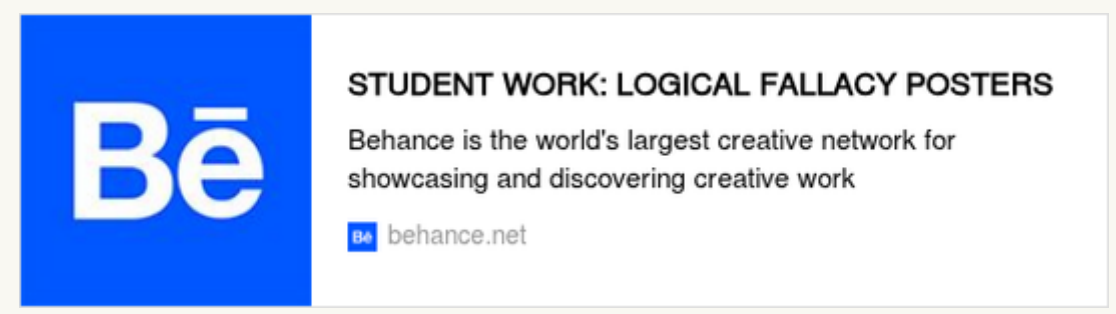 Bē
STUDENT WORK: LOGICAL FALLACY POSTERS
Behance is the world's largest creative network for
showcasing and discovering creative work
Bē behance.net